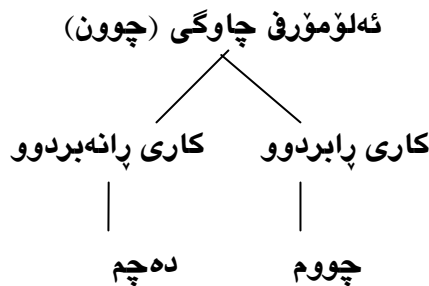 ئەلۆمۆرفی چاوگی (چوون)
کاری ڕابردوو
کاری ڕانەبردوو
چووم
دەچم